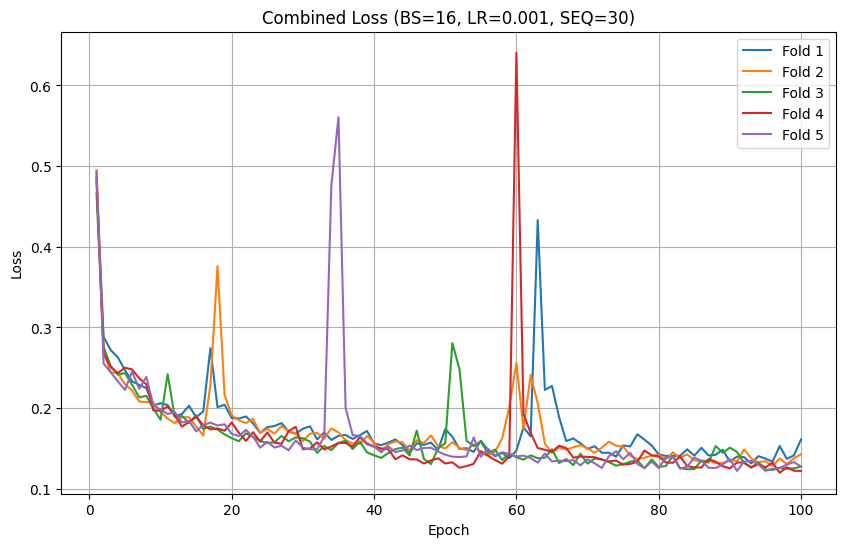 Combined Loss (BS=16, LR=0.001, SEQ=30)
Fold 1
Fold 2
Fold 3
Fold 4
Fold 5
Loss
0.6
0.5
0.4
0.3
0.2
0.1
0 20 40 60 80 100
Epoch